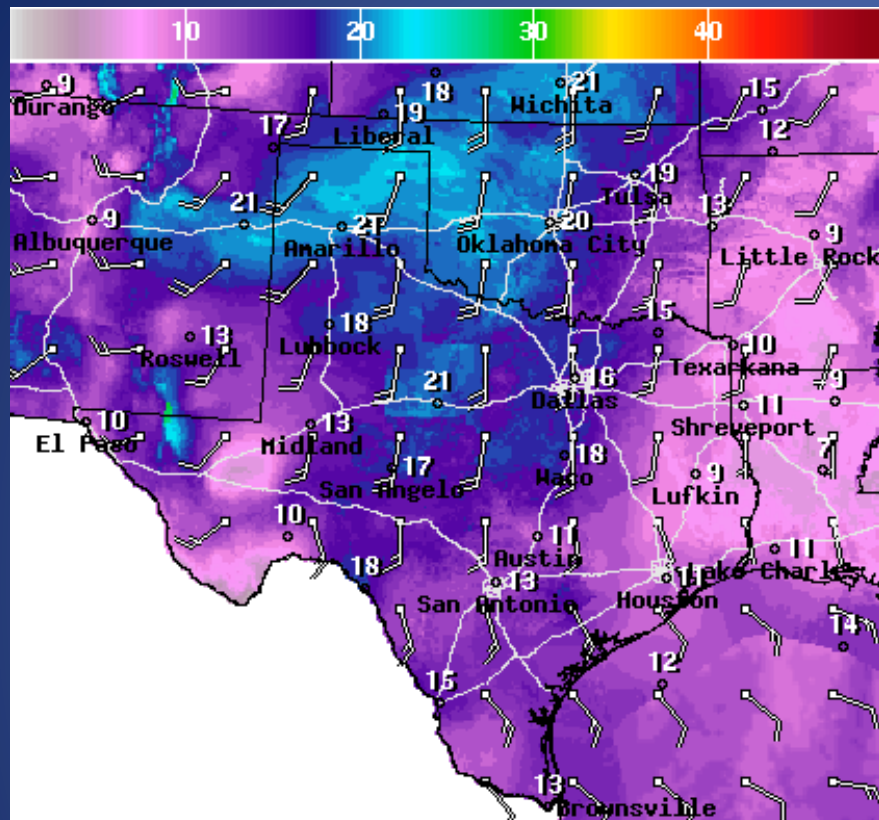 10 20 30 40
9 18 21 15
Durango Wichita
19
Liberal
17 12
19
Tulsa
9 21 21 20 13 9
Albuquerque Amarillo Oklahoma City Little Rock
13 18 15 10
Roswell Lubbock Texarkana
21 16 11 9
Dallas
10 13 Shreveport
El Paso Midland
17 18 9 7
San Angelo Waco Lufkin
10 11 11
Austin
18 13 11 Lake Charles
San Antonio Houston
14
15 12
13
Brownsville